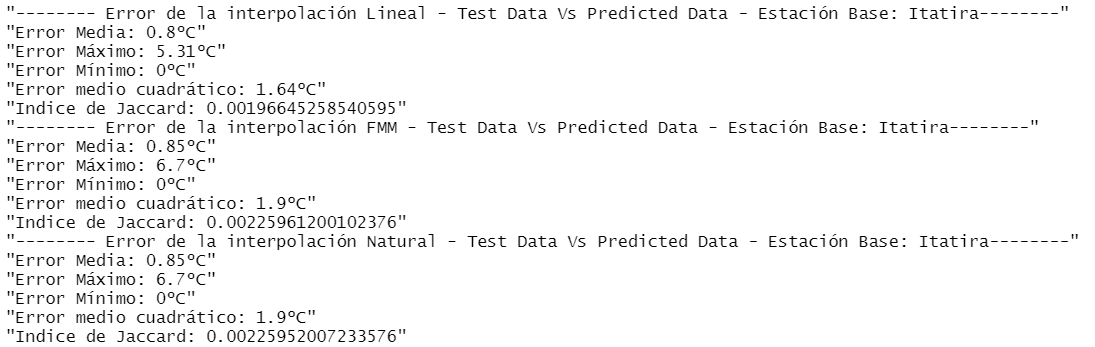 "-------- Error de la interpolación Lineal - Test Data Vs Predicted Data - Estación Base: Itatira--------"
"Error Media: 0.8ºC"
"Error Máximo: 5.31ºC"
"Error Mínimo: 0ºC"
"Error medio cuadrático: 1.64ºC"
"Indice de Jaccard: 0.00196645258540595"
"-------- Error de la interpolación FMM - Test Data Vs Predicted Data - Estación Base: Itatira--------"
"Error Media: 0.85ºC"
"Error Máximo: 6.7ºC"
"Error Mínimo: 0ºC"
"Error medio cuadrático: 1.9ºC"
"Indice de Jaccard: 0.00225961200102376"
"-------- Error de la interpolación Natural - Test Data Vs Predicted Data - Estación Base: Itatira--------"
"Error Media: 0.85ºC"
"Error Máximo: 6.7ºC"
"Error Mínimo: 0ºC"
"Error medio cuadrático: 1.9ºC"
"Indice de Jaccard: 0.00225952007233576"